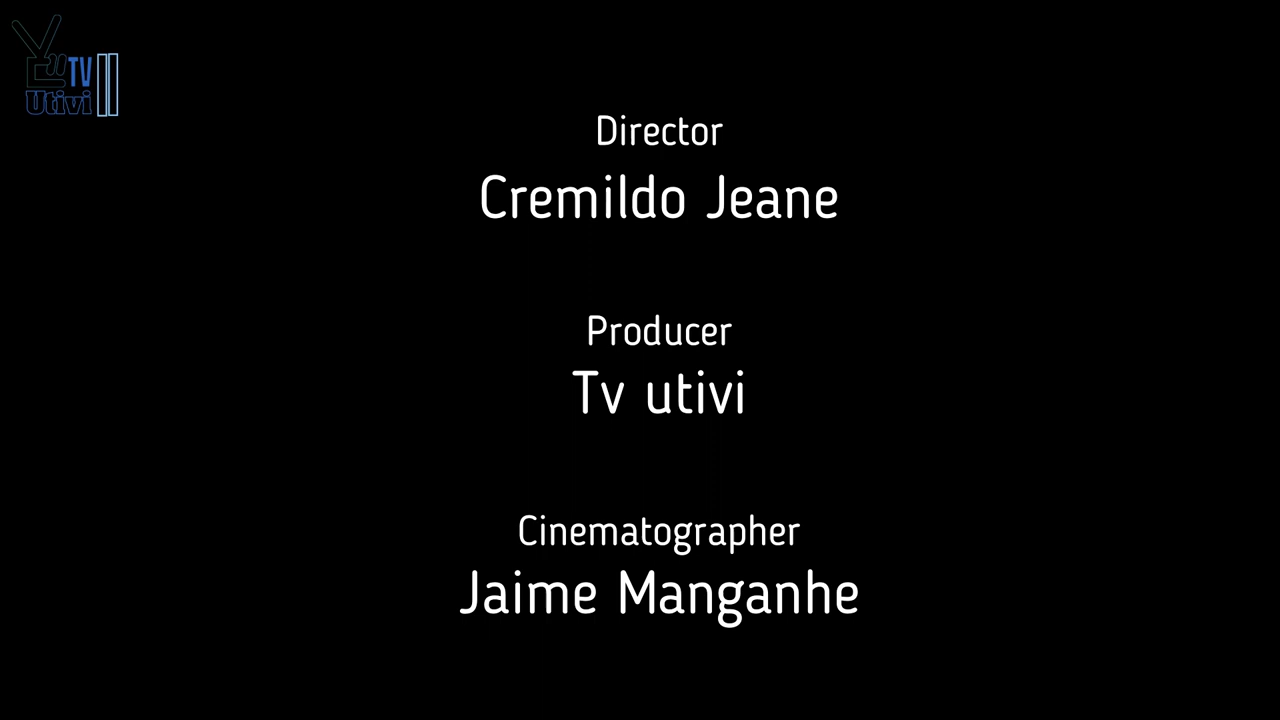 TV
Utivi
Director
Cremildo Jeane
Producer
Tv utivi
Cinematographer
Jaime Manganhe